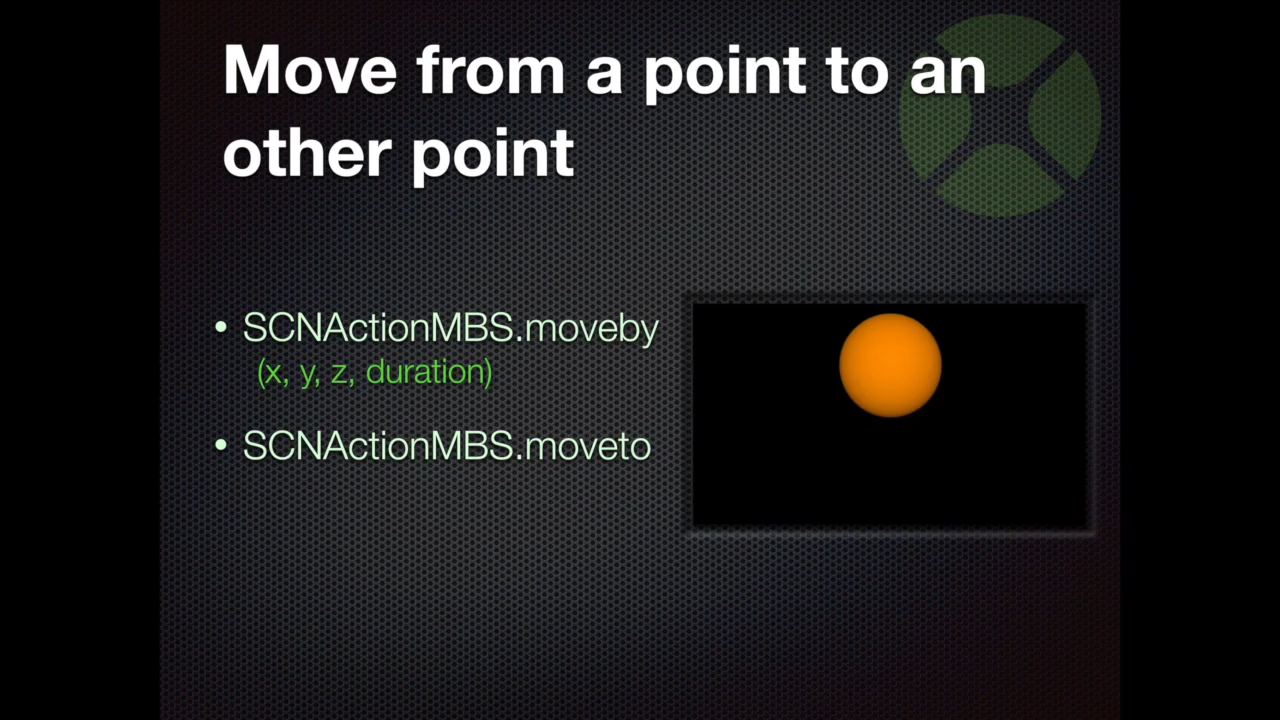 Move from a point to an
other point
• SCNActionMBS.moveby
(x, y, z, duration)
• SCNActionMBS.moveto